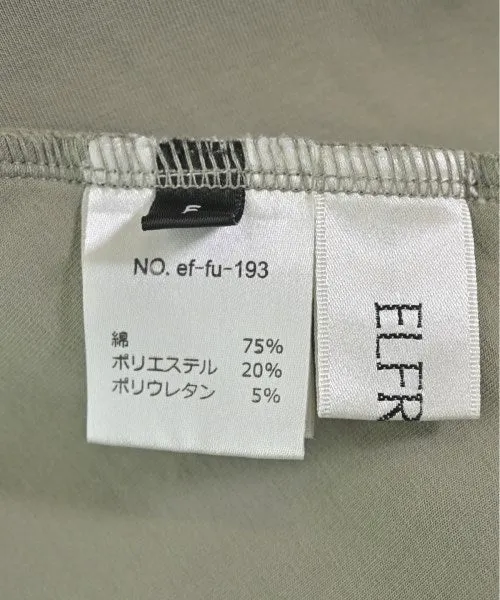 F
NO. ef-fu-193
綿 75%
ポリエステル 20%
ポリウレタン 5%
ELFR